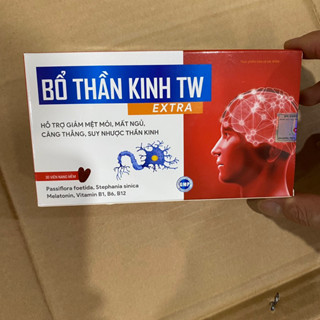 BỔ THẦN KINH TW
EXTRA
HỖ TRỢ GIẢM MỆT MỎI, MẤT NGỦ,
CĂNG THẲNG, SUY NHƯỢC THẦN KINH
Passiflora foetida, Stephania sinica
Melatonin, Vitamin B1, B6, B12